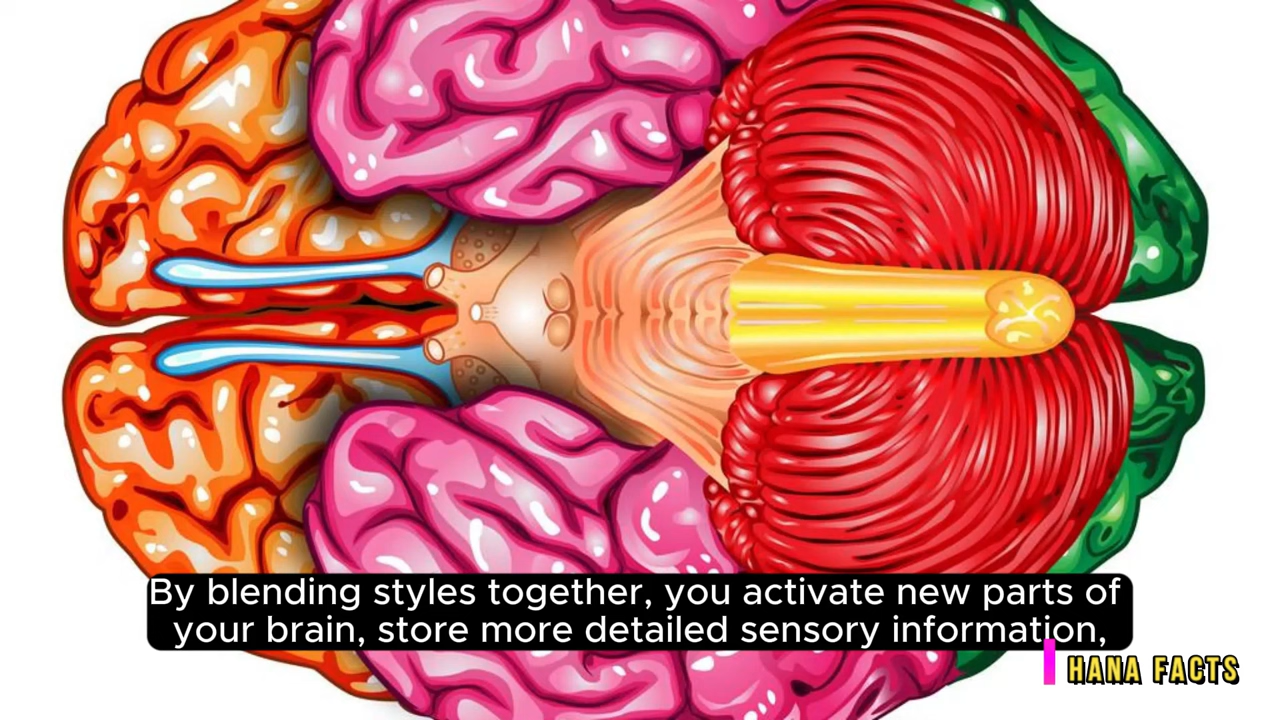 By blending styles together, you activate new parts of
your brain, store more detailed sensory information,
HANA FACTS